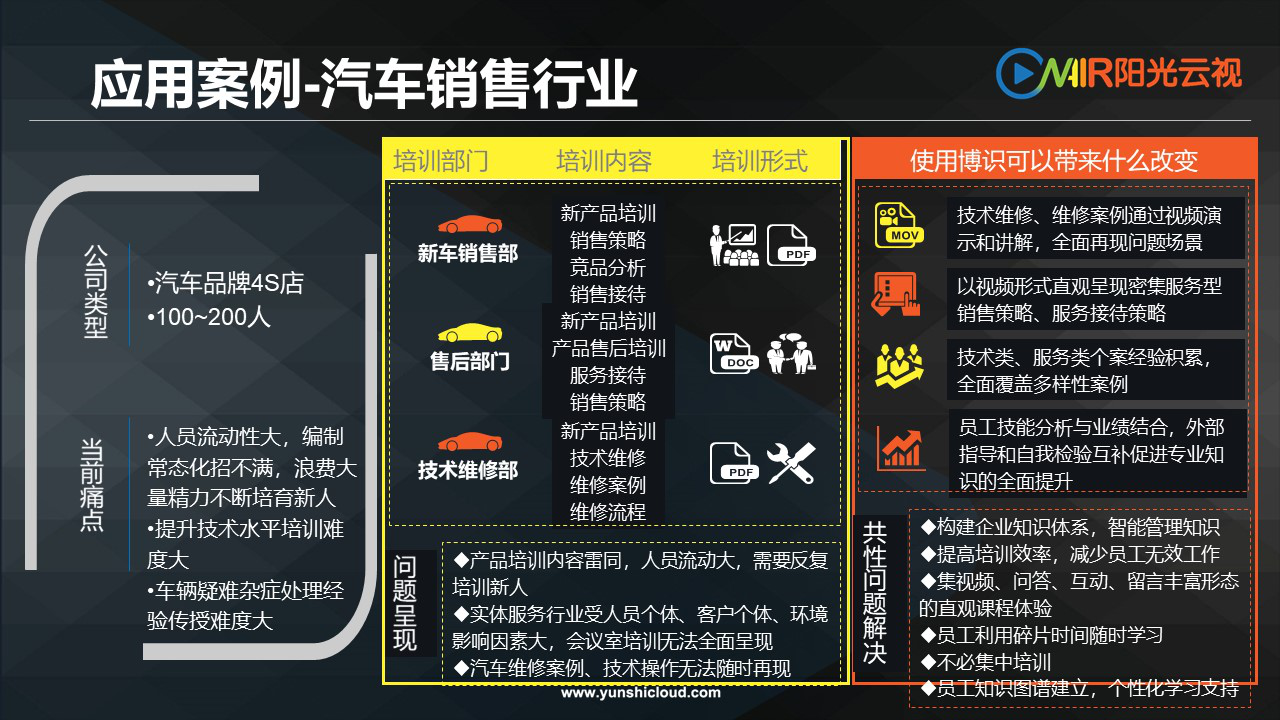 应用案例-汽车销售行业
MAIR阳光云视
公司类型
•汽车品牌4S店
•100~200人
当前痛点
•人员流动性大，编制
常态化招不满，浪费大
量精力不断培育新人
•提升技术水平培训难
度大
•车辆疑难杂症处理经
验传授难度大
培训部门 培训内容 培训形式
新车销售部
新产品培训
销售策略
竞品分析
销售接待
PDF
售后部门
新产品培训
产品售后培训
服务接待
销售策略
W
DOC
技术维修部
新产品培训
技术维修
维修案例
维修流程
PDF
问题呈现
◆产品培训内容雷同，人员流动大，需要反复
培训新人
◆实体服务行业受人员个体、客户个体、环境
影响因素大，会议室培训无法全面呈现
◆汽车维修案例、技术操作无法随时再现
使用博识可以带来什么改变
MOV
技术维修、维修案例通过视频演
示和讲解，全面再现问题场景
以视频形式直观呈现密集服务型
销售策略、服务接待策略
技术类、服务类个案经验积累，
全面覆盖多样性案例
员工技能分析与业绩结合，外部
指导和自我检验互补促进专业知
识的全面提升
共性问题解决
◆构建企业知识体系，智能管理知识
◆提高培训效率，减少员工无效工作
◆集视频、问答、互动、留言丰富形态
的直观课程体验
◆员工利用碎片时间随时学习
◆不必集中培训
◆员工知识图谱建立，个性化学习支持
www.yunshicloud.com